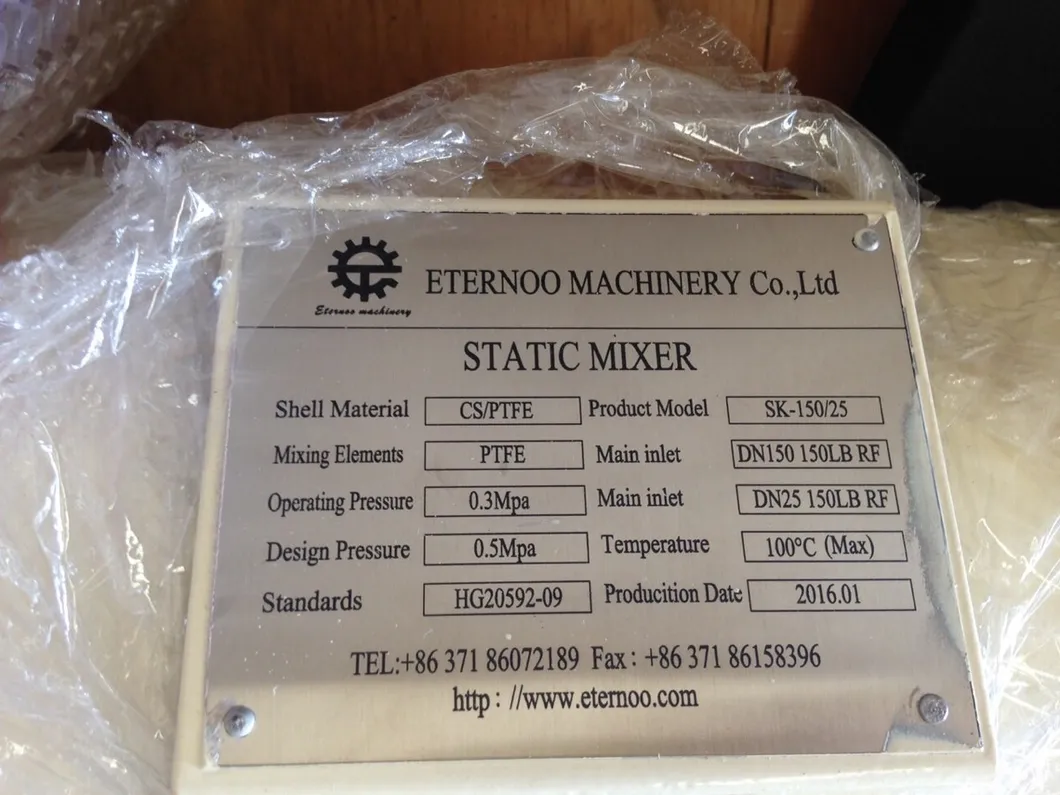 ETERNOO MACHINERY Co.,Ltd
Eternoo machinery
STATIC MIXER
Shell Material CS/PTFE Product Model SK-150/25
Mixing Elements PTFE Main inlet DN150 150LB RF
Operating Pressure 0.3Mpa Main inlet DN25 150LB RF
Design Pressure 0.5Mpa Temperature 100°C (Max)
Standards HG20592-09 Producition Date 2016.01
TEL:+86 371 86072189 Fax: +86 371 86158396
http://www.eternoo.com